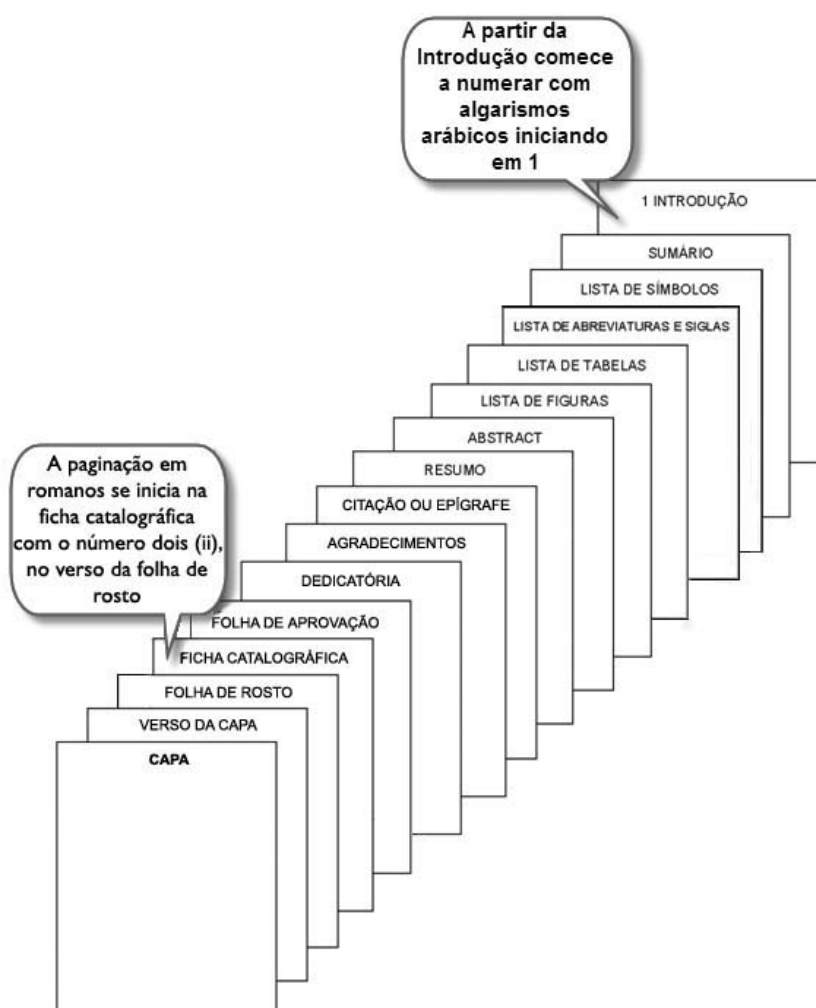 A partir da
Introdução comece
a numerar com
algarismos
arábicos iniciando
em 1
1 INTRODUÇÃO
SUMÁRIO
LISTA DE SÍMBOLOS
LISTA DE ABREVIATURAS E SIGLAS
LISTA DE TABELAS
LISTA DE FIGURAS
ABSTRACT
RESUMO
CITAÇÃO OU EPÍGRAFE
AGRADECIMENTOS
DEDICATÓRIA
FOLHA DE APROVAÇÃO
FICHA CATALOGRÁFICA
FOLHA DE ROSTO
VERSO DA CAPA
CAPA
A paginação em
romanos se inicia na
ficha catalográfica
com o número dois (ii),
no verso da folha de
rosto